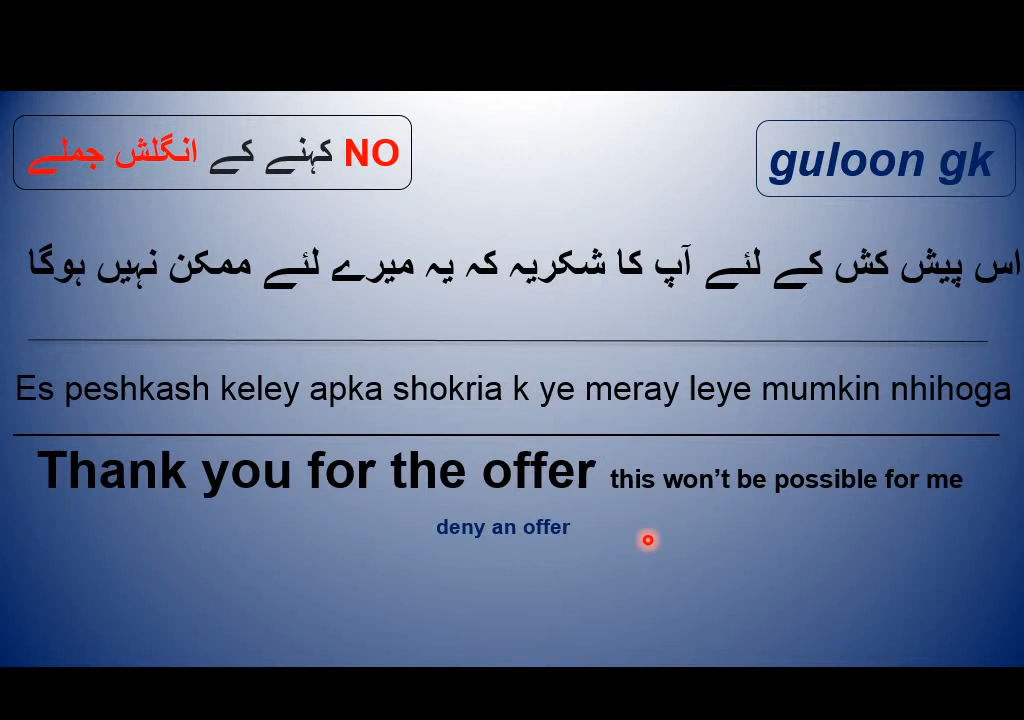 NO کہنے کے انگلش جملے
guloon gk
اس پیش کش کے لئے آپ کا شکریہ کہ یہ میرے لئے ممکن نہیں ہوگا
Es peshkash keley apka shokria k ye meray leye mumkin nhihoga
Thank you for the offer this won’t be possible for me
deny an offer